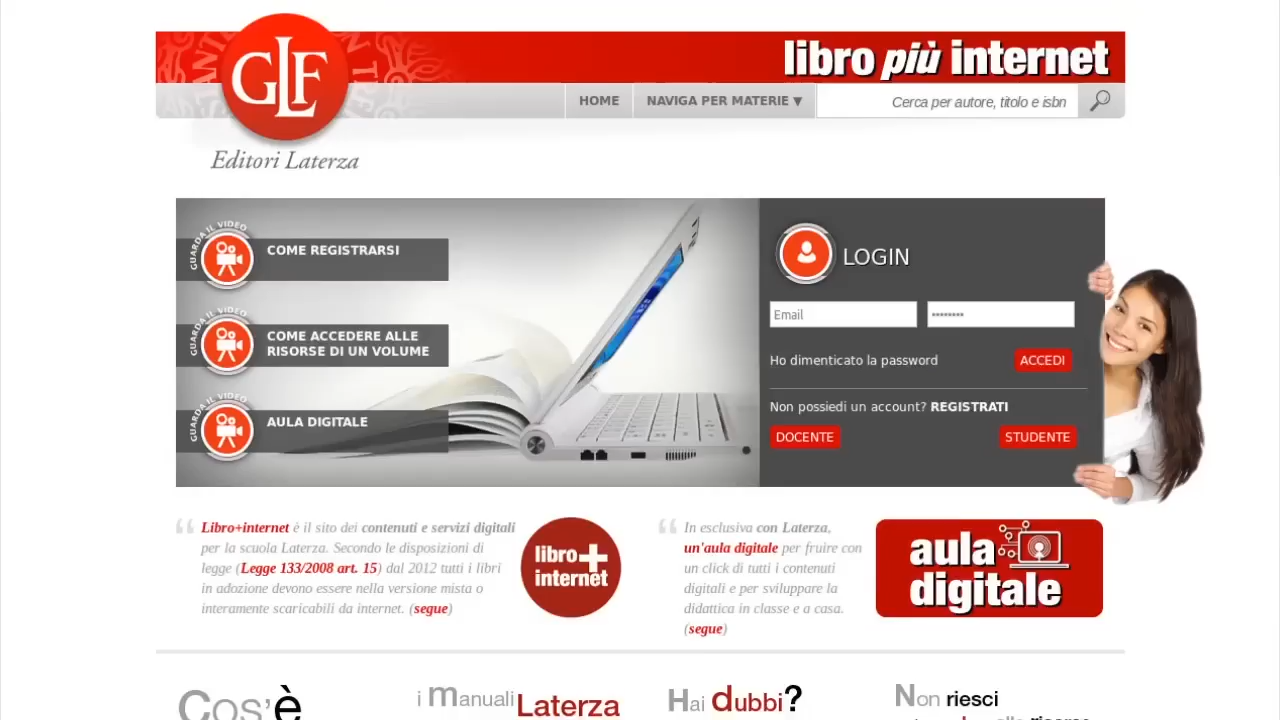 GLF
Editori Laterza
libro più internet
HOME
NAVIGA PER MATERIE ▼
Cerca per autore, titolo e isbn
GUARDA IL VIDEO
COME REGISTRARSI
GUARDA IL VIDEO
COME ACCEDERE ALLE
RISORSE DI UN VOLUME
GUARDA IL VIDEO
AULA DIGITALE
LOGIN
Email
Ho dimenticato la password
ACCEDI
Non possiedi un account? REGISTRATI
DOCENTE
STUDENTE
Libro+internet è il sito dei contenuti e servizi digitali
per la scuola Laterza. Secondo le disposizioni di
legge (Legge 133/2008 art. 15) dal 2012 tutti i libri
in adozione devono essere nella versione mista o
interamente scaricabili da internet. (segue)
libro+
internet
In esclusiva con Laterza,
un'aula digitale per fruire con
un click di tutti i contenuti
digitali e per sviluppare la
didattica in classe e a casa.
(segue)
aula
digitale
Cos'è
i manuali Laterza
Hai dubbi?
Non riesci